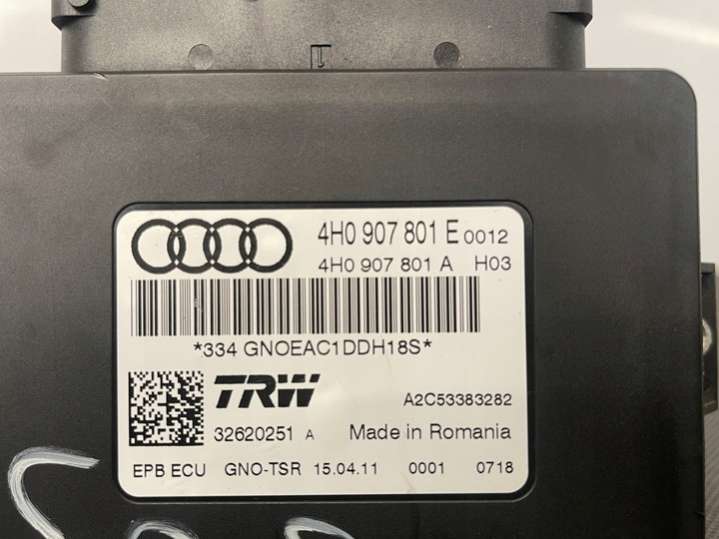 4H0 907 801 E 0012
4H0 907 801 A H03
*334 GNOEAC1DDH18S*
TRW
A2C53383282
32620251 A Made in Romania
EPB ECU GNO-TSR 15.04.11 0001 0718